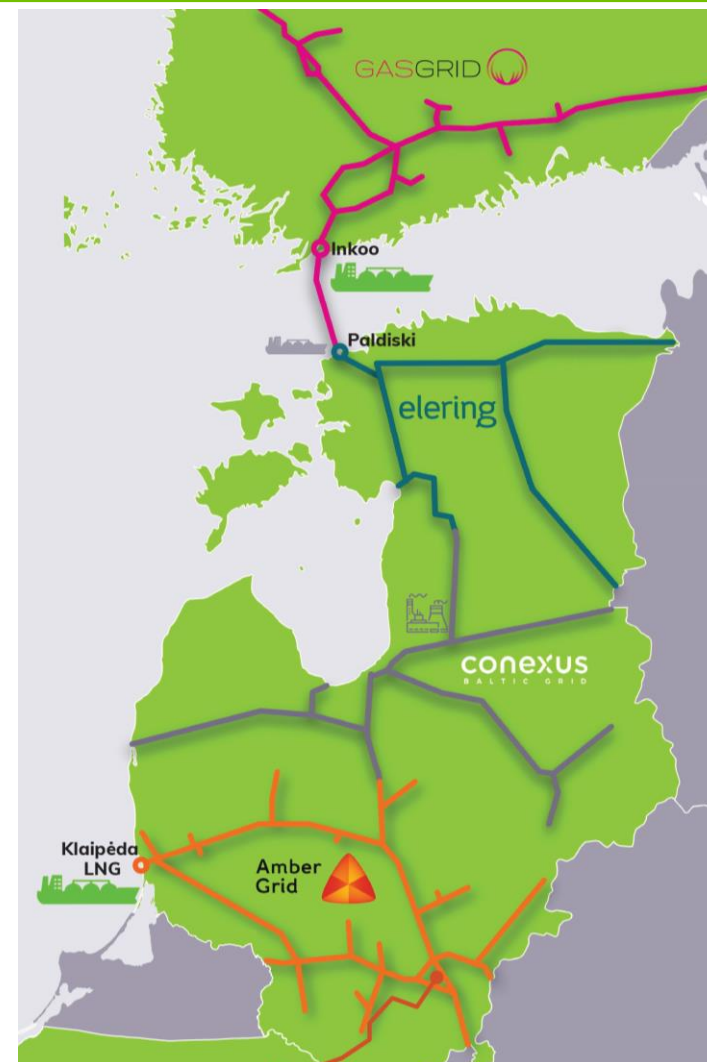 GASGRID
Inkoo
Paldiski
elering
conexus
BALTIC GRID
Klaipėda
LNG
Amber
Grid